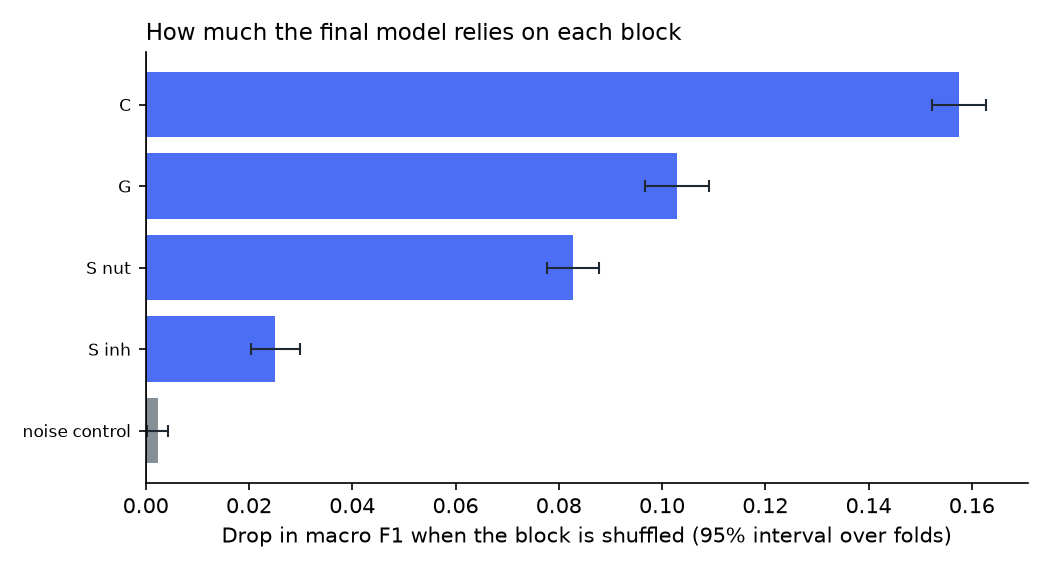 How much the final model relies on each block
C
G
S nut
S inh
noise control
0.00 0.02 0.04 0.06 0.08 0.10 0.12 0.14 0.16
Drop in macro F1 when the block is shuffled (95% interval over folds)